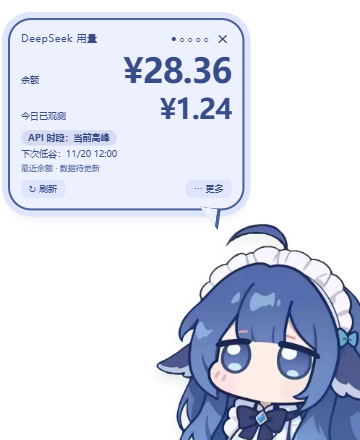 DeepSeek 用量
余额 ¥28.36
今日已观测 ¥1.24
API 时段：当前高峰
下次低谷：11/20 12:00
最近余额 · 数据待更新
↻ 刷新 ··· 更多